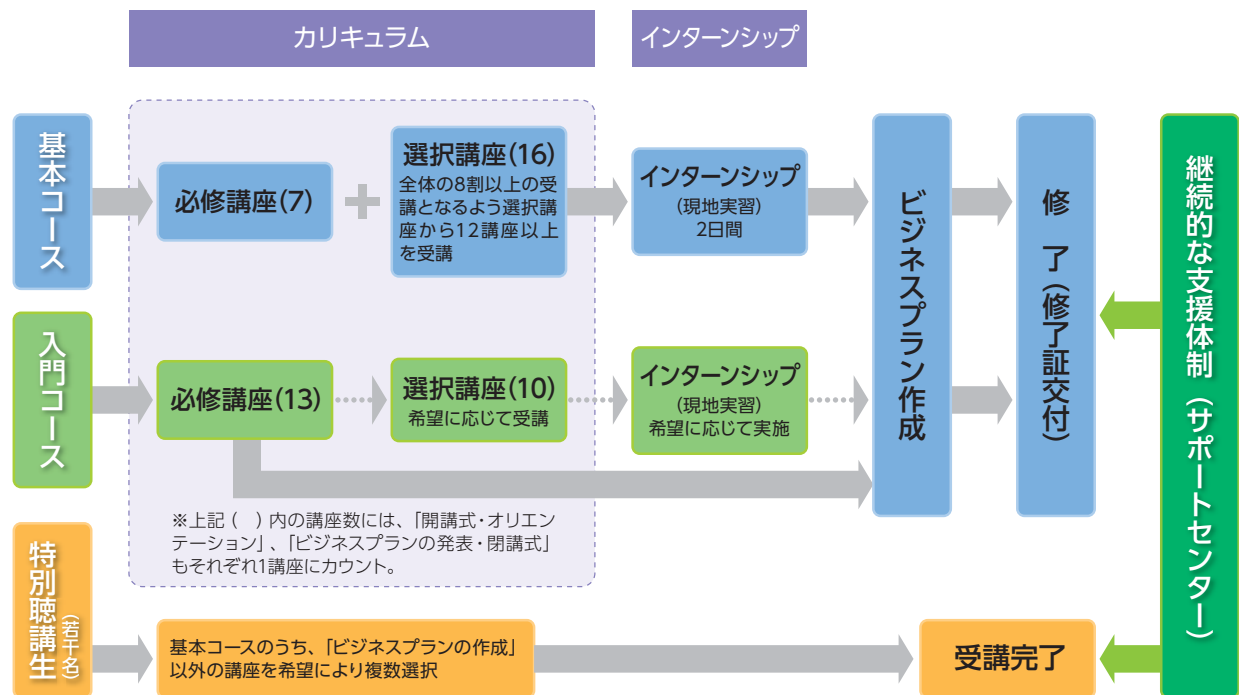 カリキュラム
インターンシップ
基本コース
必修講座(7)
選択講座(16)
全体の8割以上の受
講となるよう選択講
座から12講座以上
を受講
インターンシップ
(現地実習)
2日間
ビジネスプラン作成
修 了(修了証交付)
継続的な支援体制(サポートセンター)
入門コース
必修講座(13)
選択講座(10)
希望に応じて受講
インターンシップ
(現地実習)
希望に応じて実施
※上記( )内の講座数には、「開講式・オリエン
テーション」、「ビジネスプランの発表・閉講式」
もそれぞれ1講座にカウント。
特別聴講生
(若干名)
基本コースのうち、「ビジネスプランの作成」
以外の講座を希望により複数選択
受講完了